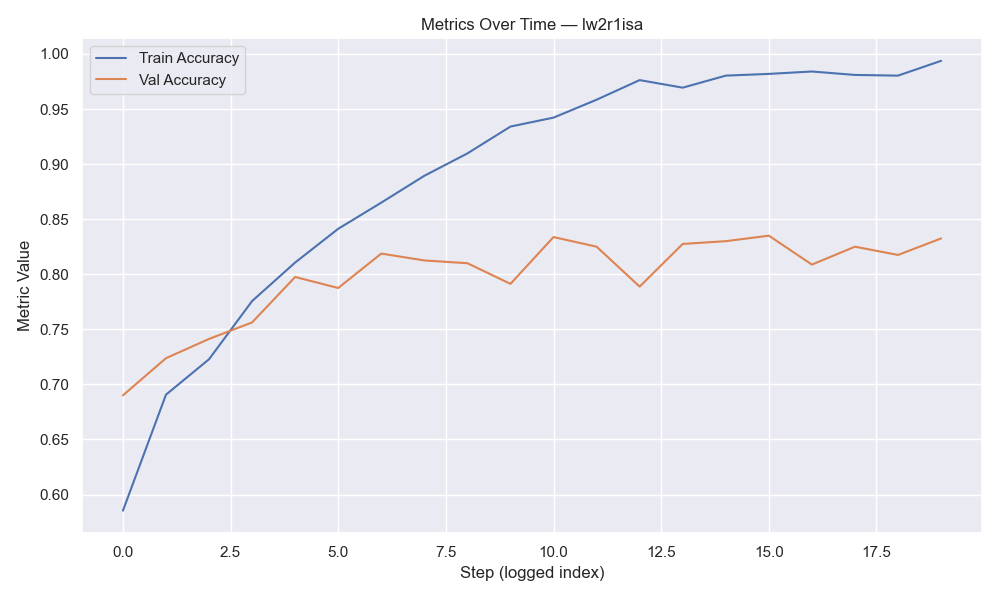 Metrics Over Time — lw2r1isa
Train Accuracy
Val Accuracy
Metric Value
1.00
0.95
0.90
0.85
0.80
0.75
0.70
0.65
0.60
0.0 2.5 5.0 7.5 10.0 12.5 15.0 17.5
Step (logged index)